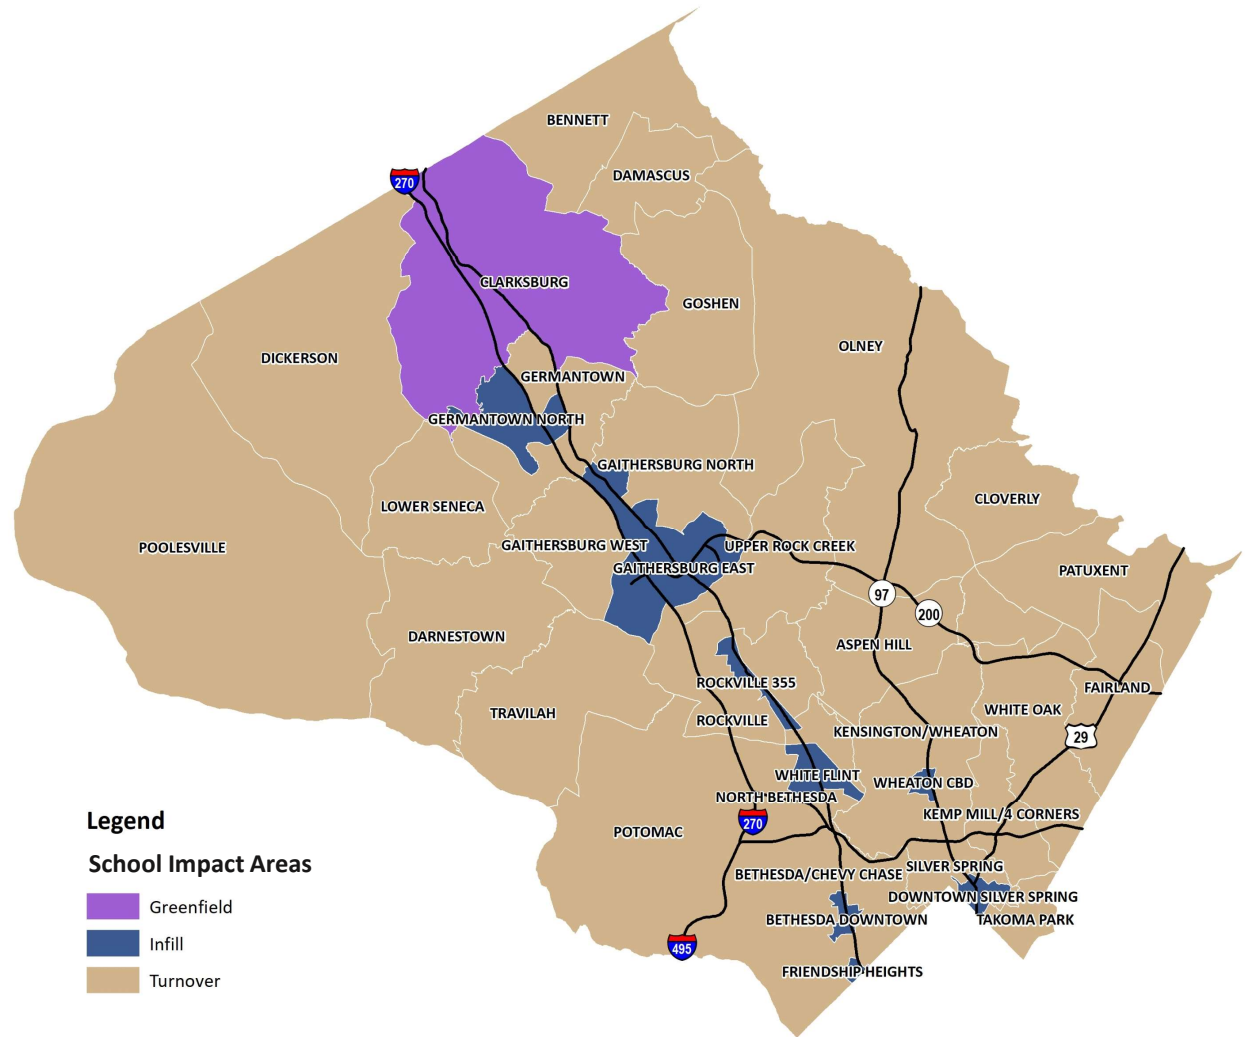 BENNETT
DAMASCUS
270
CLARKSBURG
GOSHEN
OLNEY
DICKERSON
GERMANTOWN
GERMANTOWN NORTH
GAITHERSBURG NORTH
CLOVERLY
LOWER SENECA
POOLESVILLE
GAITHERSBURG WEST
UPPER ROCK CREEK
GAITHERSBURG EAST
PATUXENT
97
200
DARNESTOWN
ASPEN HILL
ROCKVILLE 355
FAIRLAND
TRAVILAH
ROCKVILLE
WHITE OAK
KENSINGTON/WHEATON
29
WHITE FLINT
WHEATON CBD
NORTH BETHESDA
KEMP MILL/4 CORNERS
270
POTOMAC
SILVER SPRING
BETHESDA/CHEVY CHASE
DOWNTOWN SILVER SPRING
BETHESDA DOWNTOWN
TAKOMA PARK
495
FRIENDSHIP HEIGHTS
Legend
School Impact Areas
Greenfield
Infill
Turnover